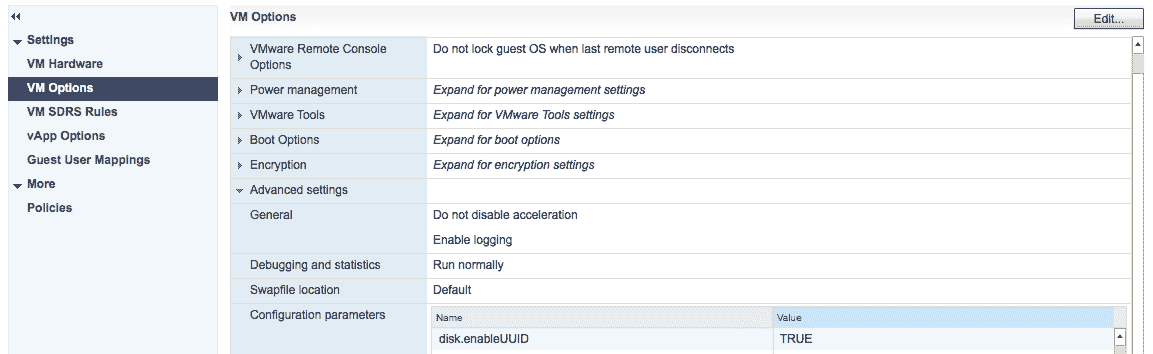 Settings
VM Hardware
VM Options
VM SDRS Rules
vApp Options
Guest User Mappings
More
Policies
VM Options
Edit...
VMware Remote Console
Options
Do not lock guest OS when last remote user disconnects
Power management
Expand for power management settings
VMware Tools
Expand for VMware Tools settings
Boot Options
Expand for boot options
Encryption
Expand for encryption settings
Advanced settings
General
Do not disable acceleration
Enable logging
Debugging and statistics
Run normally
Swapfile location
Default
Configuration parameters
Name
Value
disk.enableUUID
TRUE